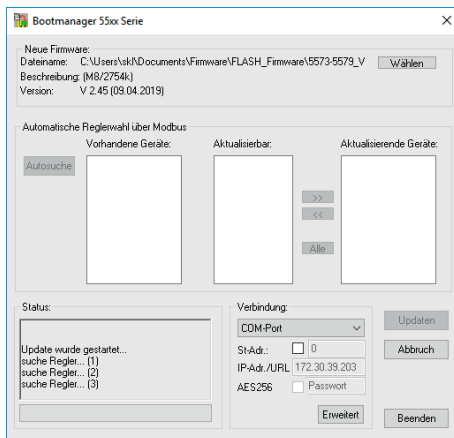 Bootmanager 55xx Serie
Neue Firmware:
Dateiname: C:\Users\skl\Documents\Firmware\FLASH_Firmware\5573-5579_V
Wählen
Beschreibung: (M8/2754k)
Version: V 2.45 (09.04.2019)
Automatische Reglerwahl über Modbus
Vorhandene Geräte: Aktualisierbar: Aktualisierende Geräte:
Autosuche
>>
<<
Alle
Status:
Update wurde gestartet...
suche Regler... (1)
suche Regler... (2)
suche Regler... (3)
Verbindung:
COM-Port
St-Adr.: 0
IP-Adr./URL 172.30.39.203
AES256 Passwort
Erweitert
Updaten
Abbruch
Beenden